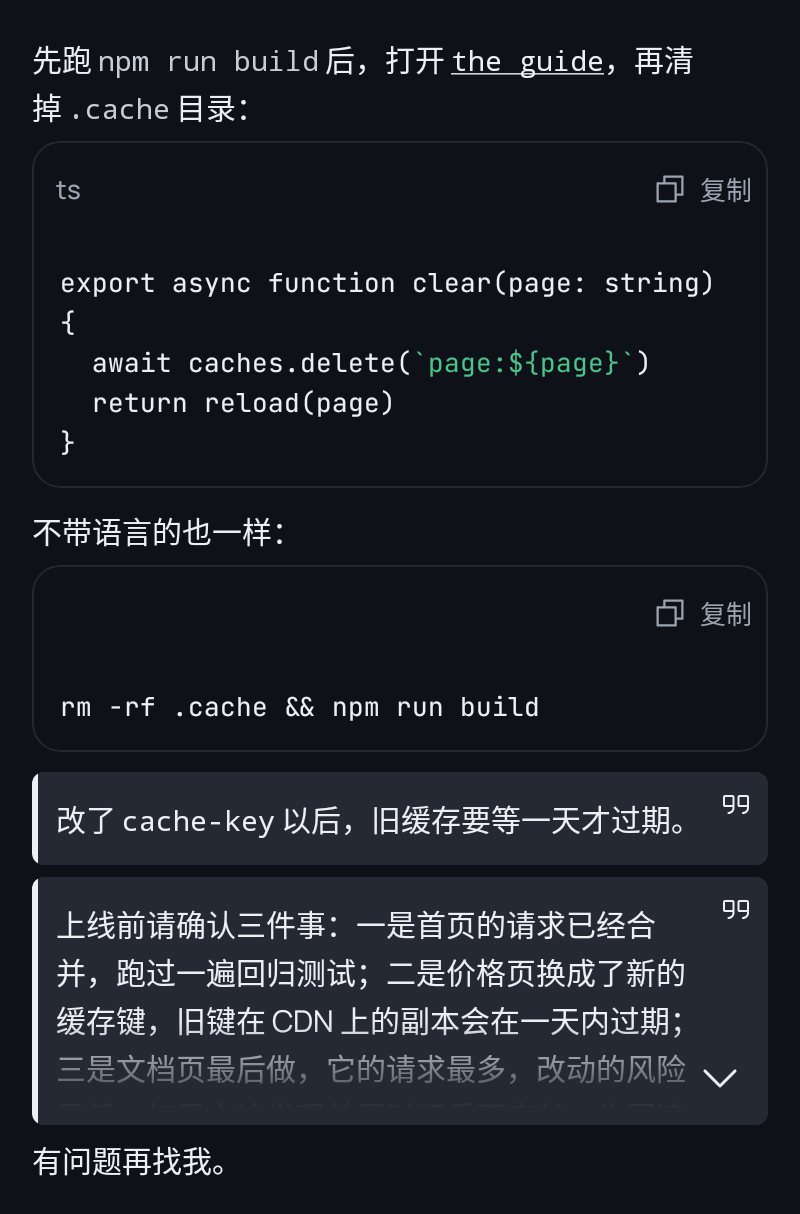 先跑 npm run build 后，打开 the guide，再清
掉 .cache 目录：
ts
复制
export async function clear(page: string)
{
  await caches.delete(`page:${page}`)
  return reload(page)
}
不带语言的也一样：
复制
rm -rf .cache && npm run build
改了 cache-key 以后，旧缓存要等一天才过期。
上线前请确认三件事：一是首页的请求已经合
并，跑过一遍回归测试；二是价格页换成了新的
缓存键，旧键在 CDN 上的副本会在一天内过期；
三是文档页最后做，它的请求最多，改动的风险
有问题再找我。